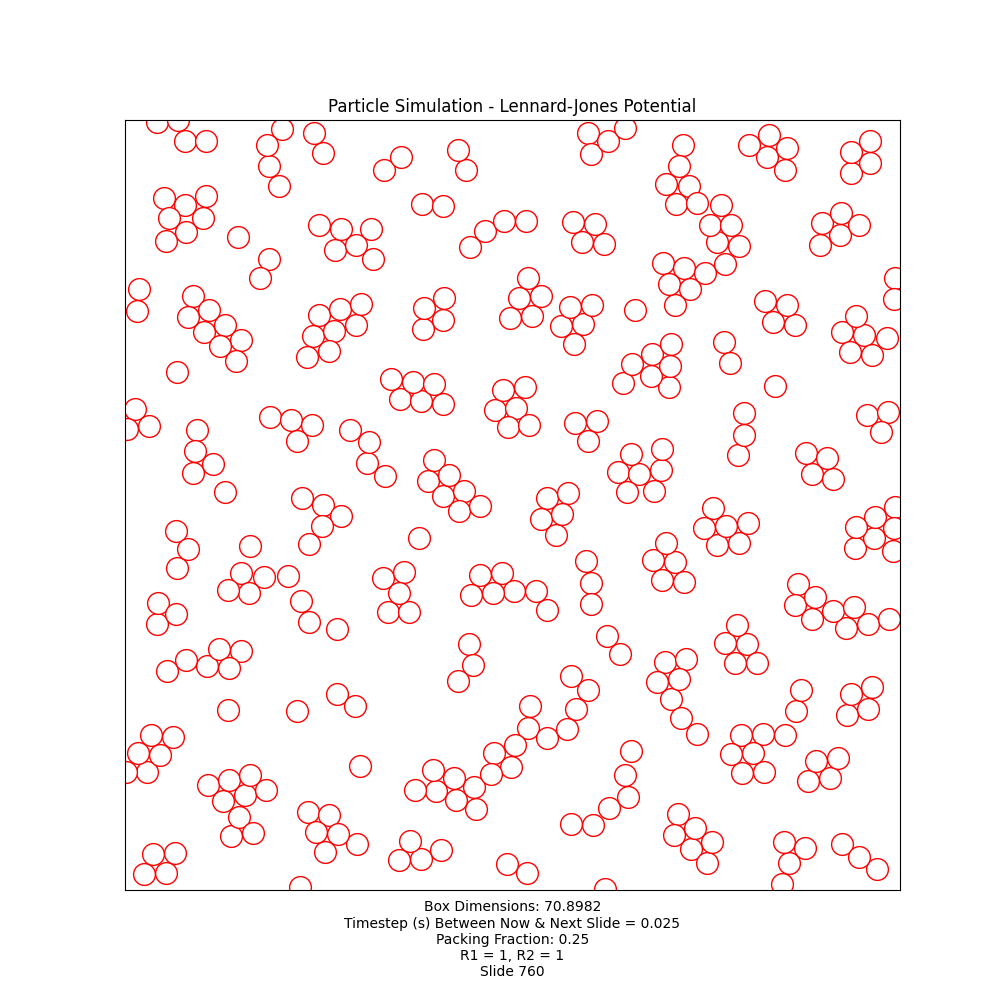 Particle Simulation - Lennard-Jones Potential
Box Dimensions: 70.8982
Timestep (s) Between Now & Next Slide = 0.025
Packing Fraction: 0.25
R1 = 1, R2 = 1
Slide 760